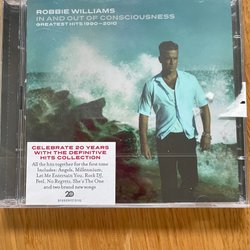 ROBBIE WILLIAMS
IN AND OUT OF CONSCIOUSNESS
GREATEST HITS 1990–2010
CELEBRATE 20 YEARS
WITH THE DEFINITIVE
HITS COLLECTION
All the hits together for the first time
Includes: Angels, Millennium,
Let Me Entertain You, Rock DJ,
Feel, No Regrets, She's The One
and two brand new songs